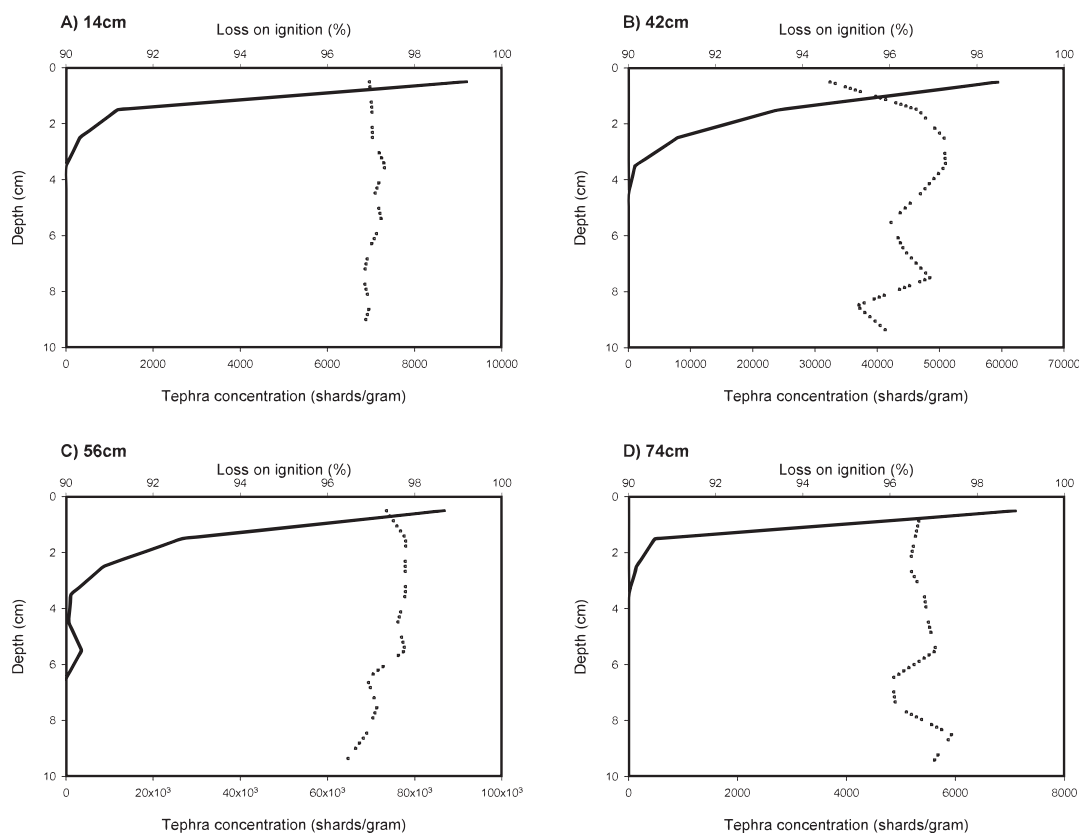 A) 14cm
Loss on ignition (%)
90 92 94 96 98 100
0
2
4
6
8
10
Depth (cm)
0 2000 4000 6000 8000 10000
Tephra concentration (shards/gram)
B) 42cm
Loss on ignition (%)
90 92 94 96 98 100
0
2
4
6
8
10
Depth (cm)
0 10000 20000 30000 40000 50000 60000 70000
Tephra concentration (shards/gram)
C) 56cm
Loss on ignition (%)
90 92 94 96 98 100
0
2
4
6
8
10
Depth (cm)
0 20x10³ 40x10³ 60x10³ 80x10³ 100x10³
Tephra concentration (shards/gram)
D) 74cm
Loss on ignition (%)
90 92 94 96 98 100
0
2
4
6
8
10
Depth (cm)
0 2000 4000 6000 8000
Tephra concentration (shards/gram)